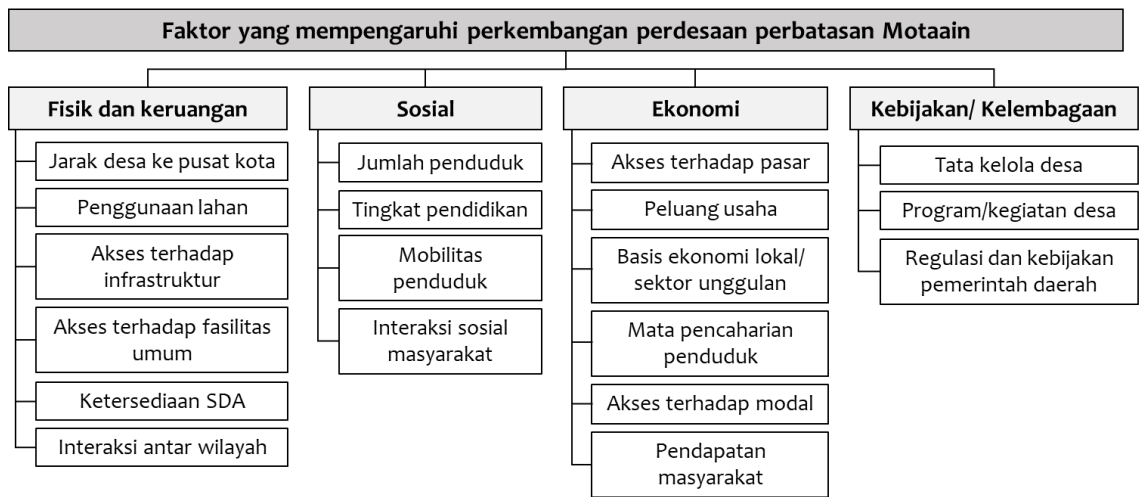 Faktor yang mempengaruhi perkembangan perdesaan perbatasan Motaain
Fisik dan keruangan
Jarak desa ke pusat kota
Penggunaan lahan
Akses terhadap
infrastruktur
Akses terhadap fasilitas
umum
Ketersediaan SDA
Interaksi antar wilayah
Sosial
Jumlah penduduk
Tingkat pendidikan
Mobilitas
penduduk
Interaksi sosial
masyarakat
Ekonomi
Akses terhadap pasar
Peluang usaha
Basis ekonomi lokal/
sektor unggulan
Mata pencaharian
penduduk
Akses terhadap modal
Pendapatan
masyarakat
Kebijakan/ Kelembagaan
Tata kelola desa
Program/kegiatan desa
Regulasi dan kebijakan
pemerintah daerah